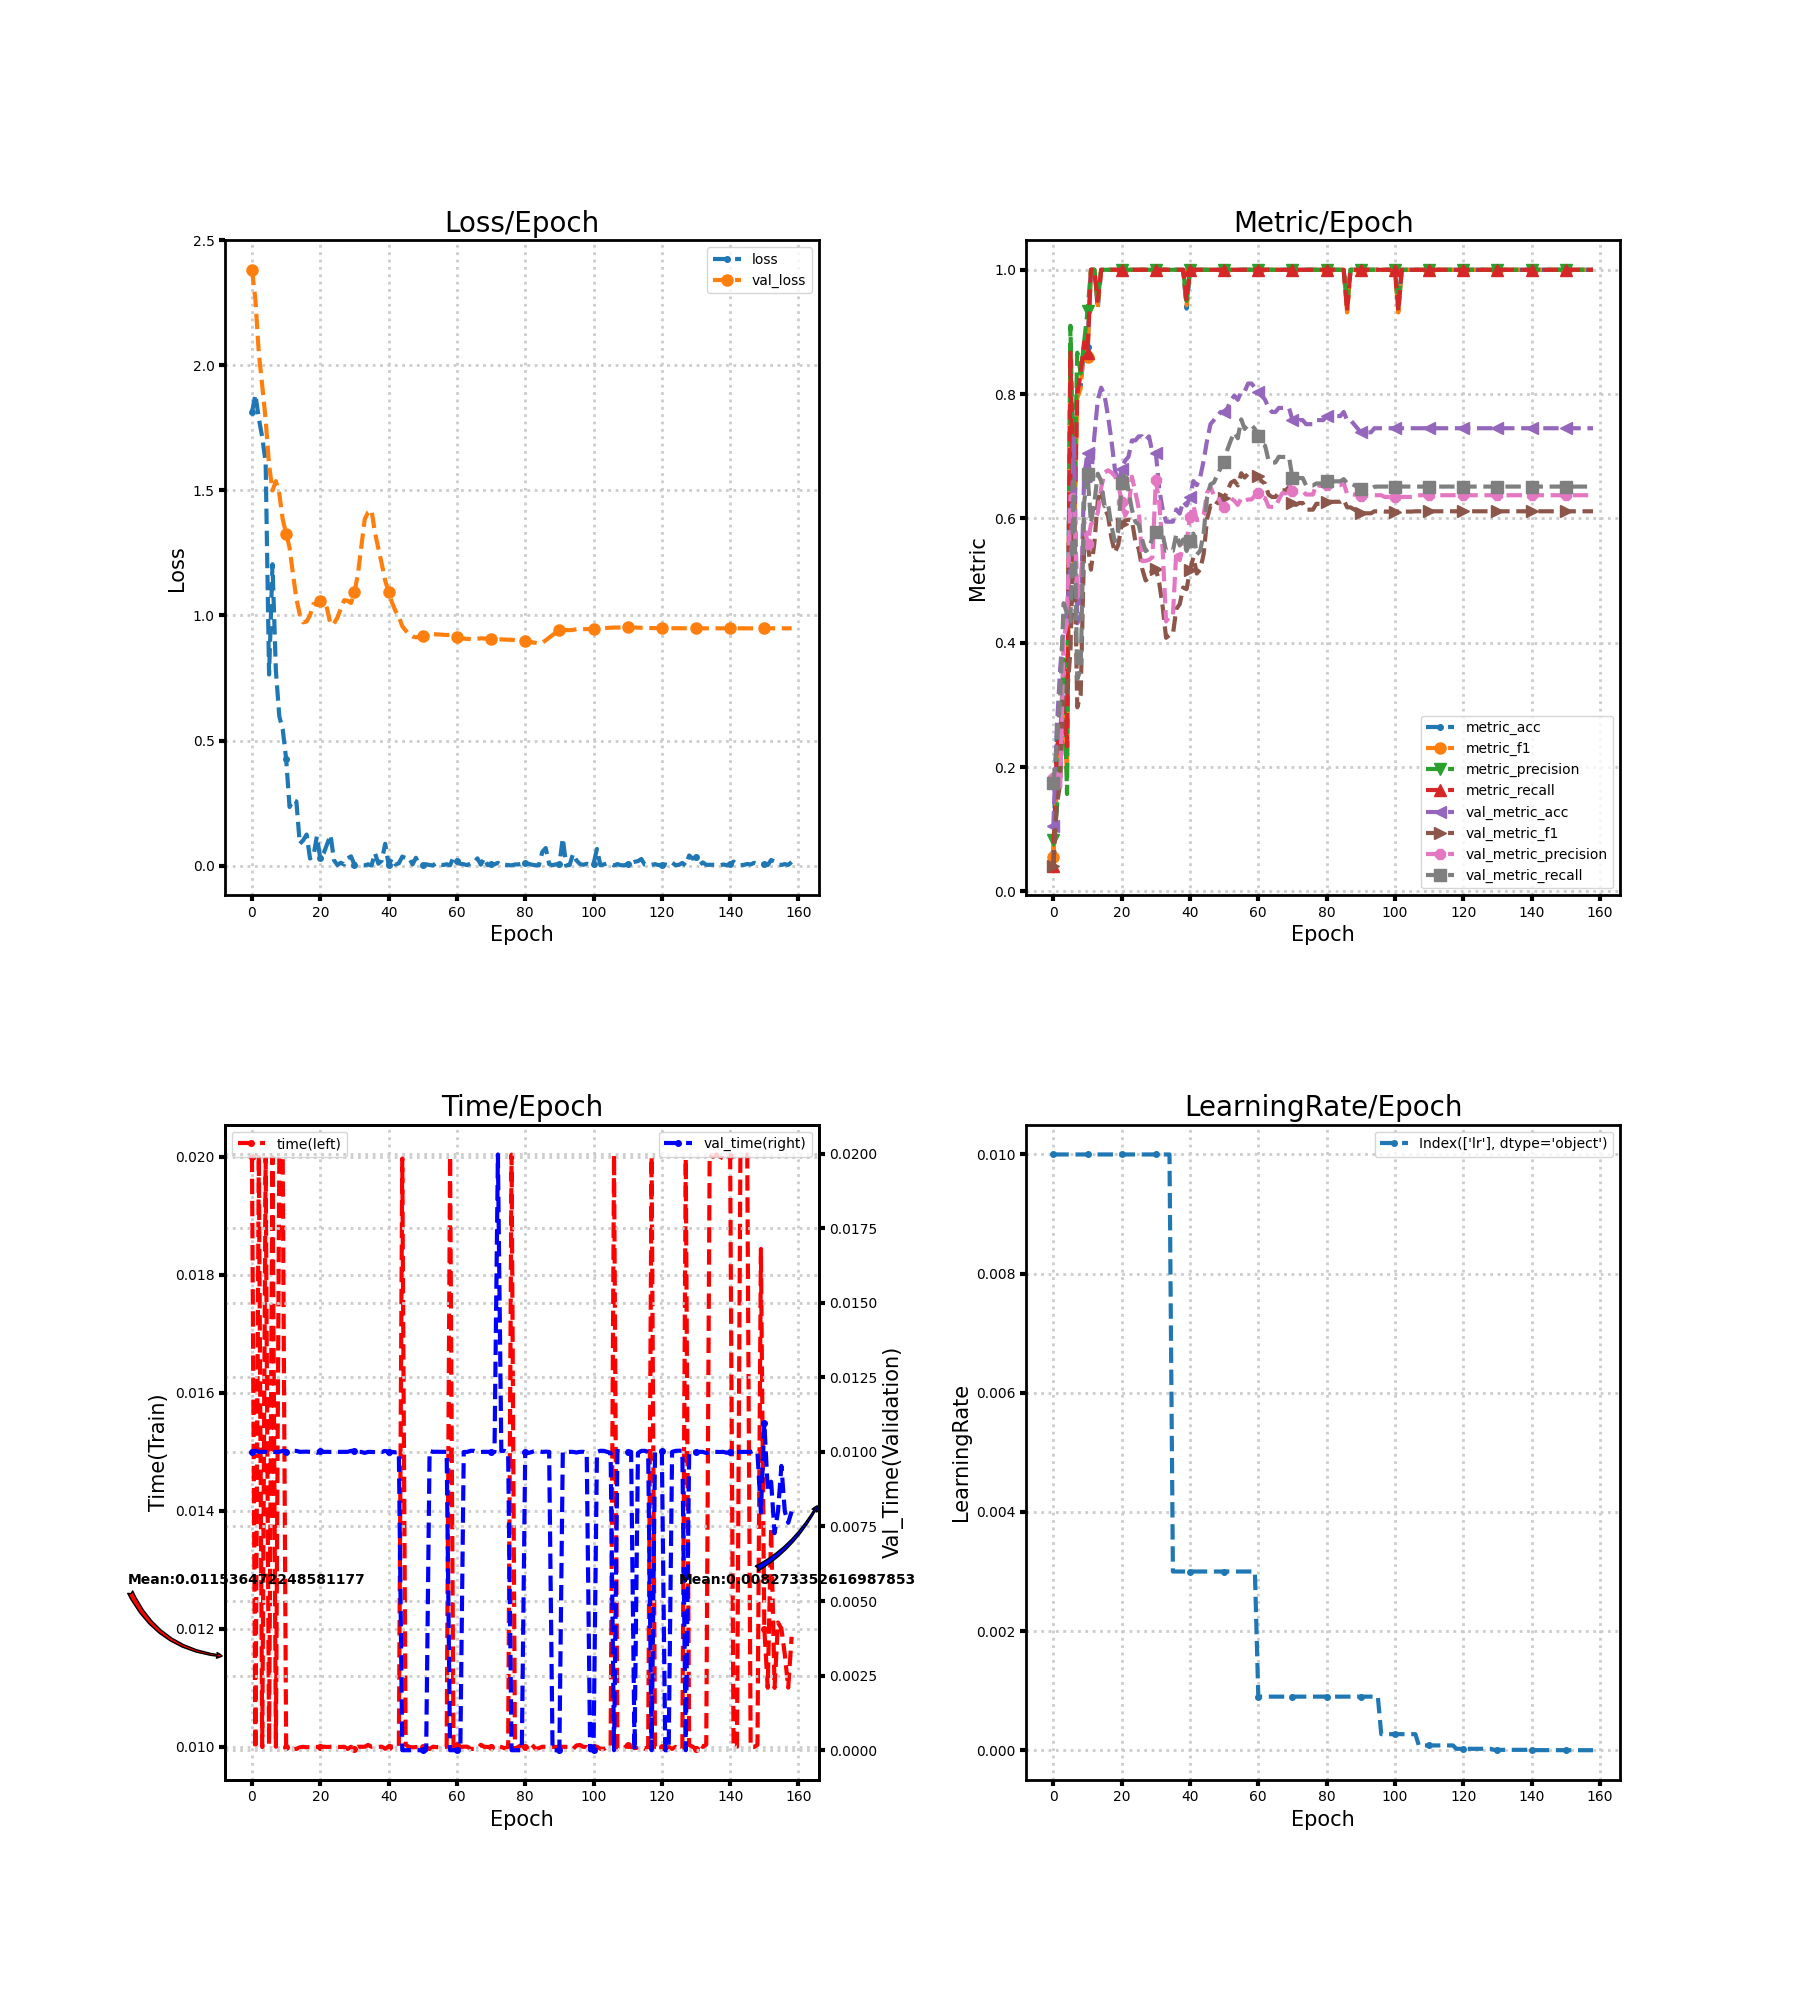 Loss/Epoch
2.5
2.0
1.5
1.0
0.5
0.0
Loss
loss
val_loss
0 20 40 60 80 100 120 140 160
Epoch
Metric/Epoch
1.0
0.8
0.6
0.4
0.2
0.0
Metric
metric_acc
metric_f1
metric_precision
metric_recall
val_metric_acc
val_metric_f1
val_metric_precision
val_metric_recall
0 20 40 60 80 100 120 140 160
Epoch
Time/Epoch
time(left)
val_time(right)
0.020
0.018
0.016
0.014
0.012
0.010
Time(Train)
0.0200
0.0175
0.0150
0.0125
0.0100
0.0075
0.0050
0.0025
0.0000
Val_Time(Validation)
Mean:0.011536472248581177
Mean:0.008273352616987853
0 20 40 60 80 100 120 140 160
Epoch
LearningRate/Epoch
Index(['lr'], dtype='object')
0.010
0.008
0.006
0.004
0.002
0.000
LearningRate
0 20 40 60 80 100 120 140 160
Epoch